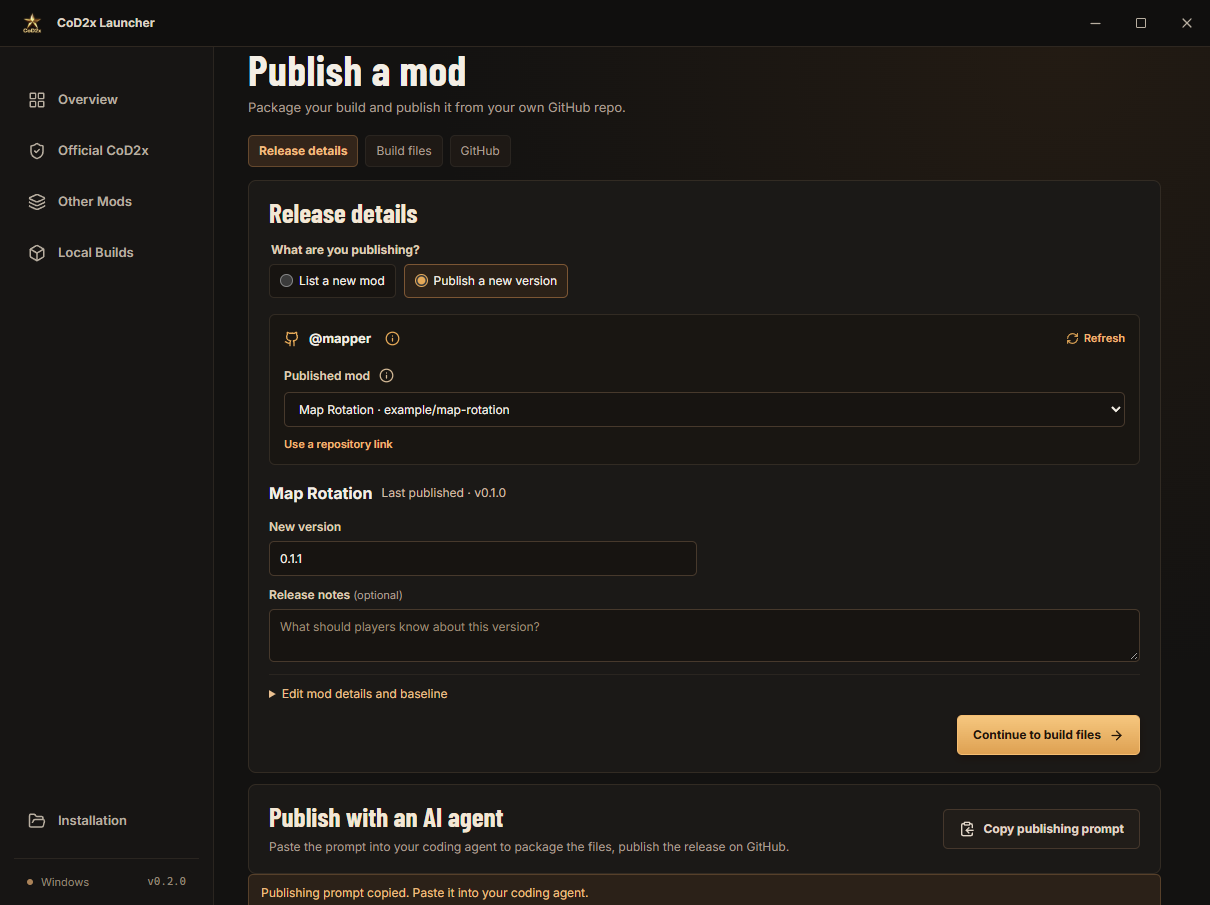 CoD2x
CoD2x Launcher
Overview
Official CoD2x
Other Mods
Local Builds
Installation
Windows
v0.2.0
Publish a mod
Package your build and publish it from your own GitHub repo.
Release details
Build files
GitHub
Release details
What are you publishing?
List a new mod
Publish a new version
@mapper
Refresh
Published mod
Map Rotation · example/map-rotation
Use a repository link
Map Rotation Last published · v0.1.0
New version
0.1.1
Release notes (optional)
What should players know about this version?
Edit mod details and baseline
Continue to build files
Publish with an AI agent
Paste the prompt into your coding agent to package the files, publish the release on GitHub.
Copy publishing prompt
Publishing prompt copied. Paste it into your coding agent.